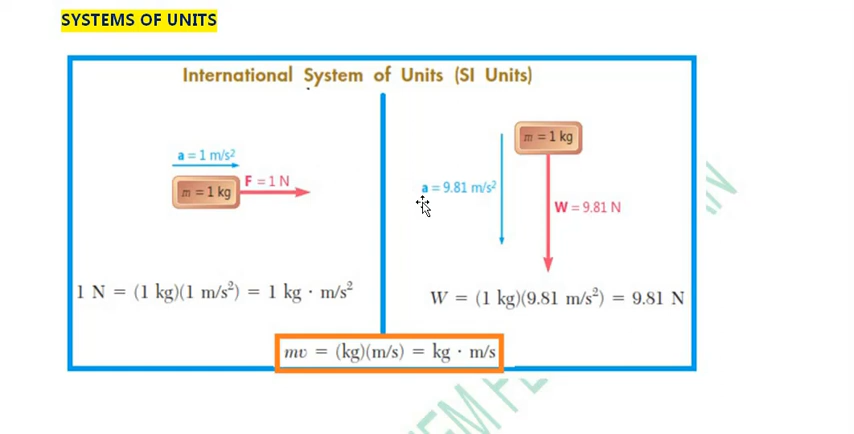 SYSTEMS OF UNITS
International System of Units (SI Units)
a = 1 m/s²
m = 1 kg
F = 1 N
1 N = (1 kg)(1 m/s²) = 1 kg · m/s²
m = 1 kg
a = 9.81 m/s²
W = 9.81 N
W = (1 kg)(9.81 m/s²) = 9.81 N
mv = (kg)(m/s) = kg · m/s